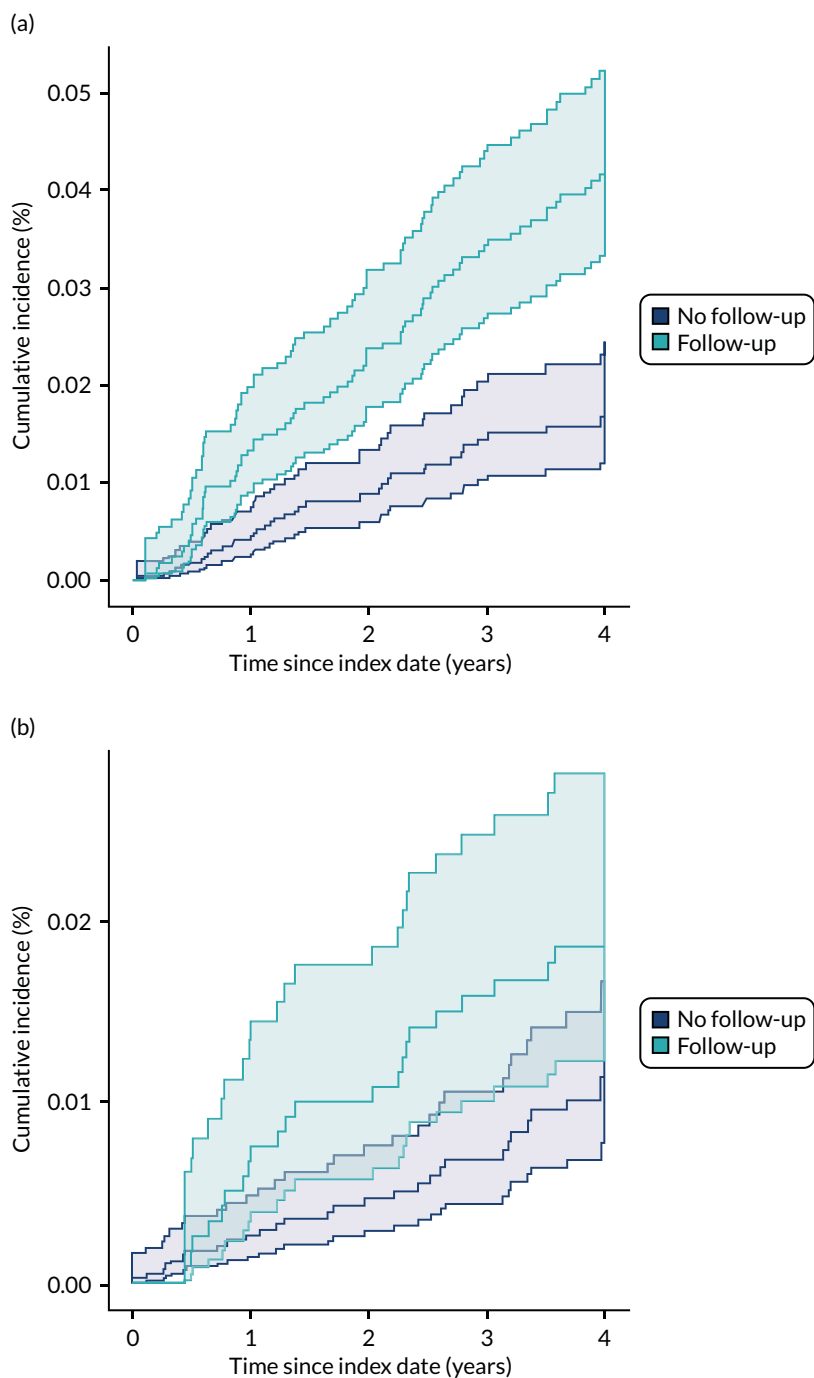 (a)
Cumulative incidence (%)
0.05
0.04
0.03
0.02
0.01
0.00
0 1 2 3 4
Time since index date (years)
No follow-up
Follow-up
(b)
Cumulative incidence (%)
0.02
0.01
0.00
0 1 2 3 4
Time since index date (years)
No follow-up
Follow-up